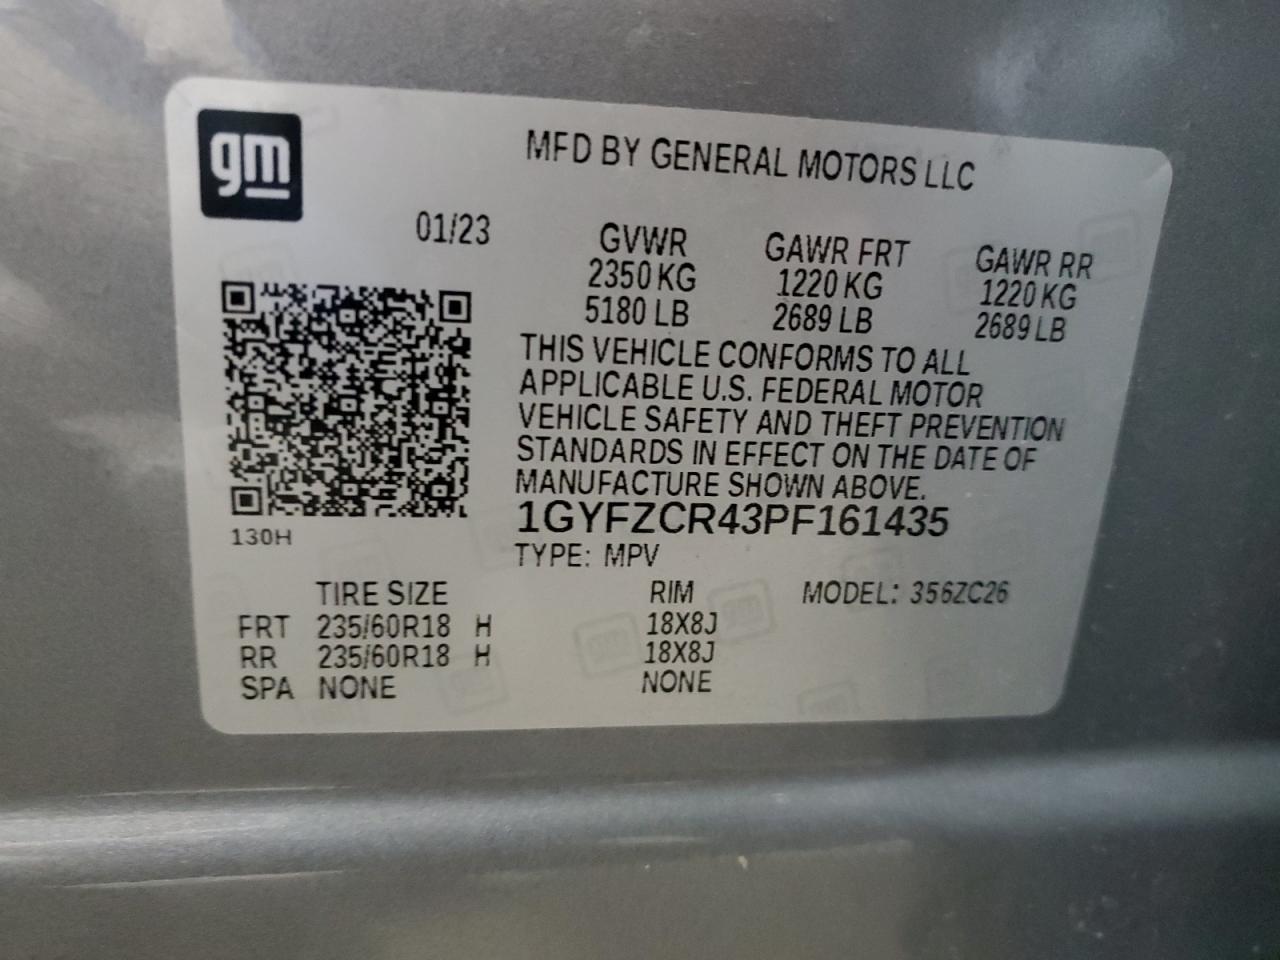 gm
MFD BY GENERAL MOTORS LLC
01/23
GVWR GAWR FRT GAWR RR
2350 KG 1220 KG 1220 KG
5180 LB 2689 LB 2689 LB
THIS VEHICLE CONFORMS TO ALL
APPLICABLE U.S. FEDERAL MOTOR
VEHICLE SAFETY AND THEFT PREVENTION
STANDARDS IN EFFECT ON THE DATE OF
MANUFACTURE SHOWN ABOVE.
1GYFZCR43PF161435
130H
TYPE: MPV
TIRE SIZE RIM MODEL: 356ZC26
FRT 235/60R18 H 18X8J
RR 235/60R18 H 18X8J
SPA NONE NONE